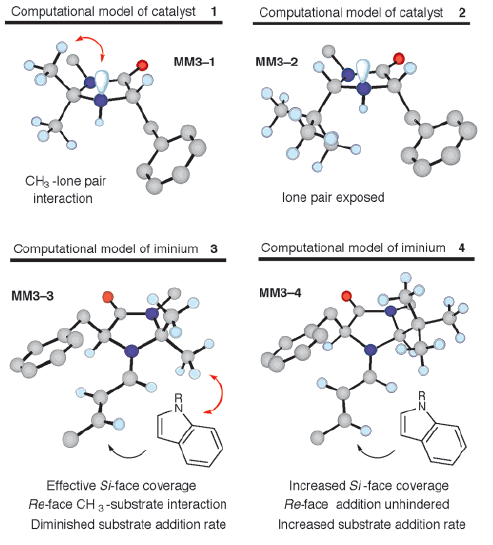 Computational model of catalyst 1
MM3–1
CH3 -lone pair
interaction
Computational model of catalyst 2
MM3–2
lone pair exposed
Computational model of iminium 3
MM3–3
R
N
Effective Si-face coverage
Re-face CH3 -substrate interaction
Diminished substrate addition rate
Computational model of iminium 4
MM3–4
R
N
Increased Si -face coverage
Re-face addition unhindered
Increased substrate addition rate